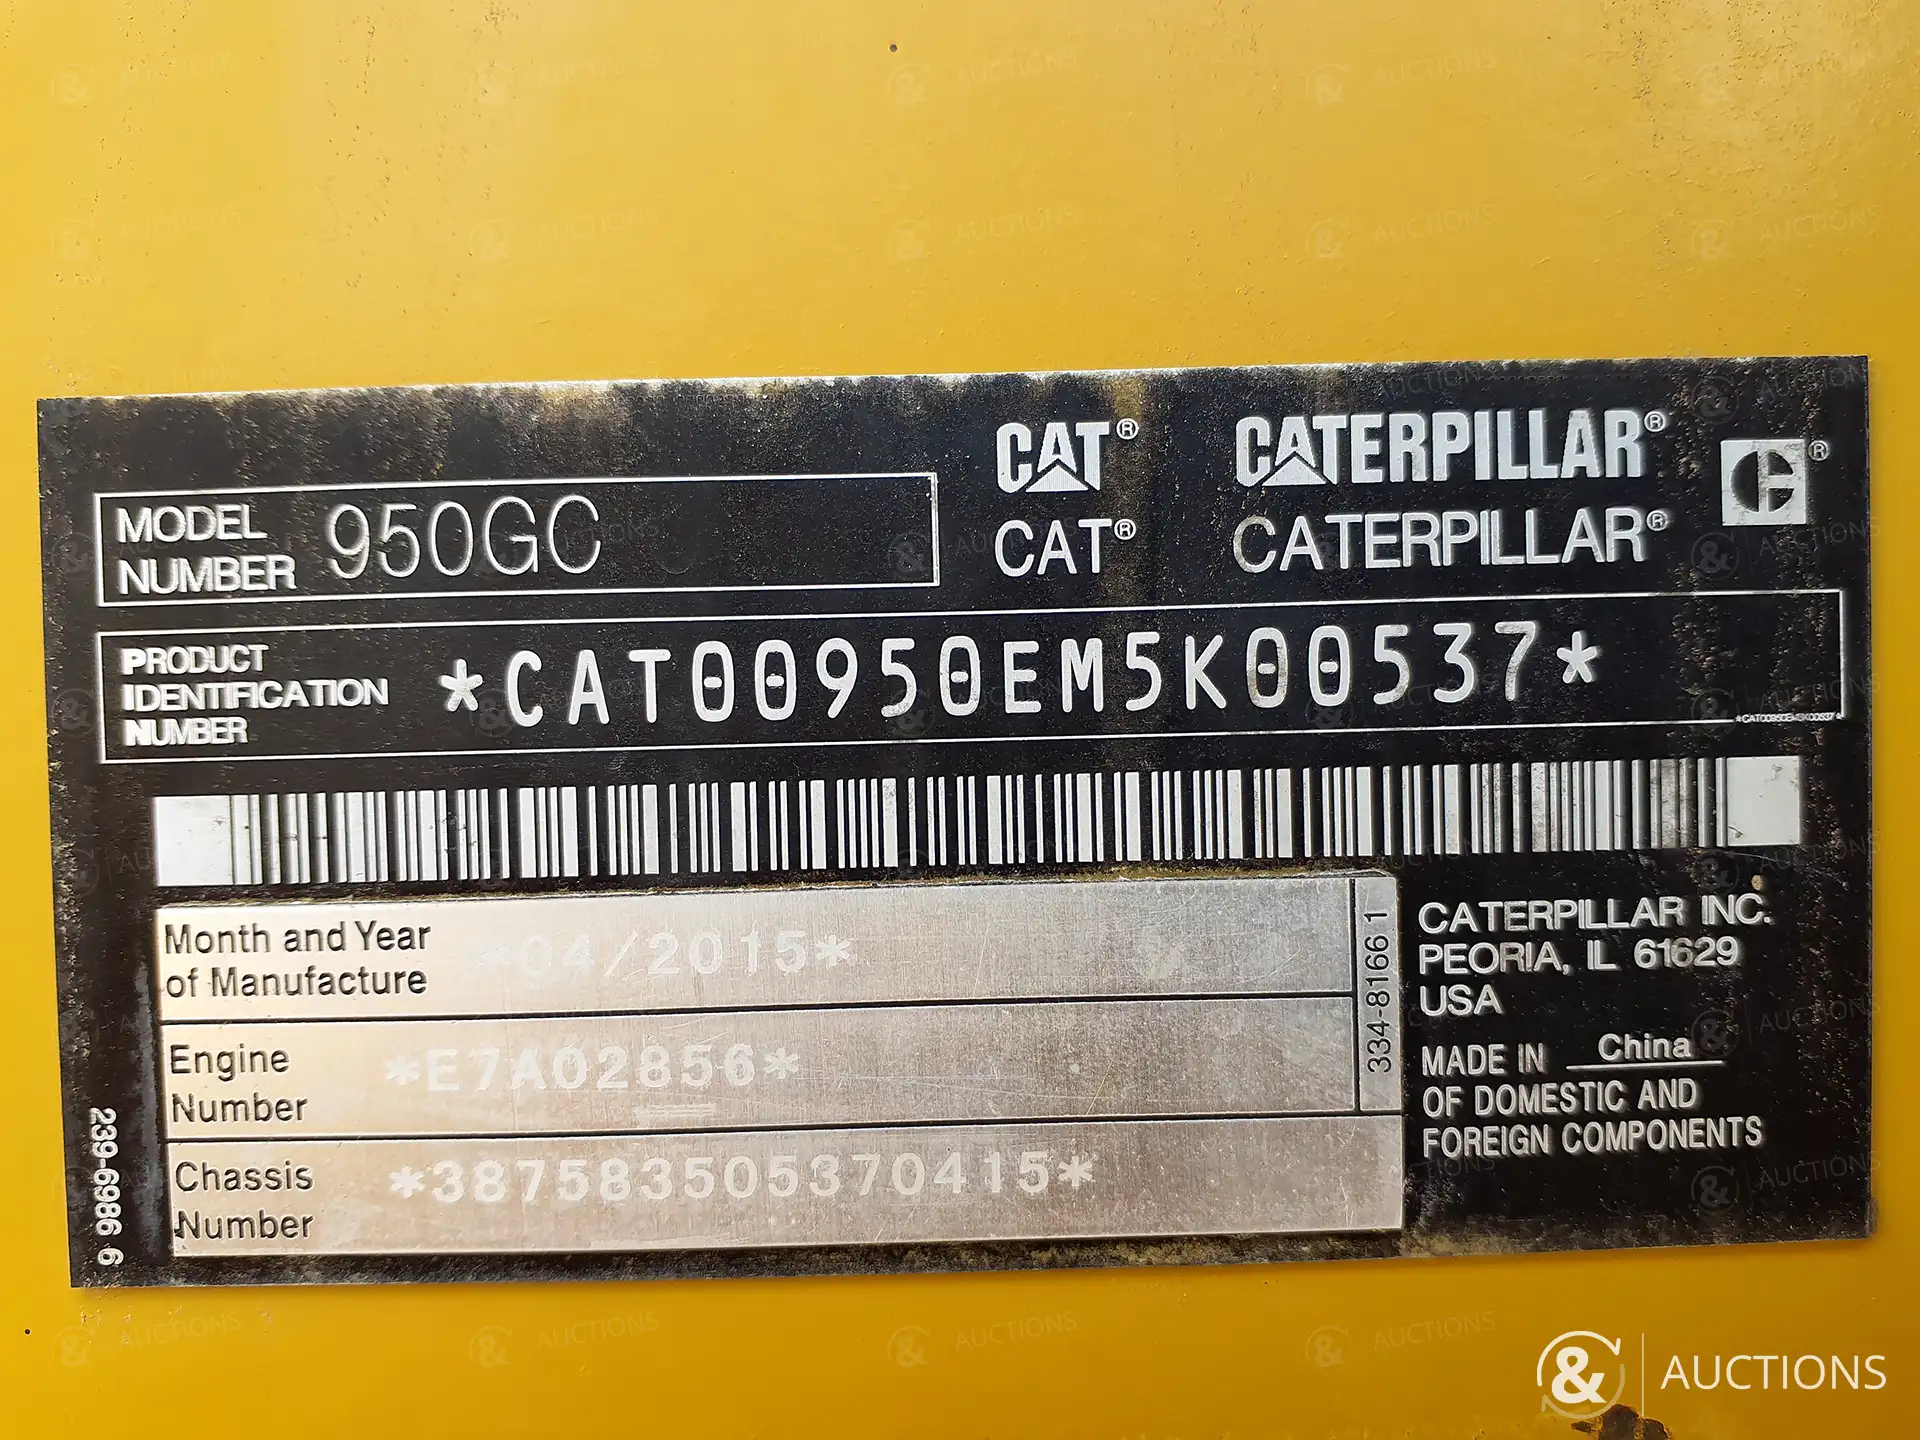 CAT® CATERPILLAR®
MODEL NUMBER 950GC
CAT® CATERPILLAR®
PRODUCT
IDENTIFICATION
NUMBER
*CAT00950EM5K00537*
*CAT00950EM5K00537*
Month and Year
of Manufacture
*04/2015*
Engine
Number
*E7A02856*
Chassis
Number
*387583505370415*
334-8166 1
239-6986 6
CATERPILLAR INC.
PEORIA, IL 61629
USA
MADE IN China
OF DOMESTIC AND
FOREIGN COMPONENTS
& AUCTIONS